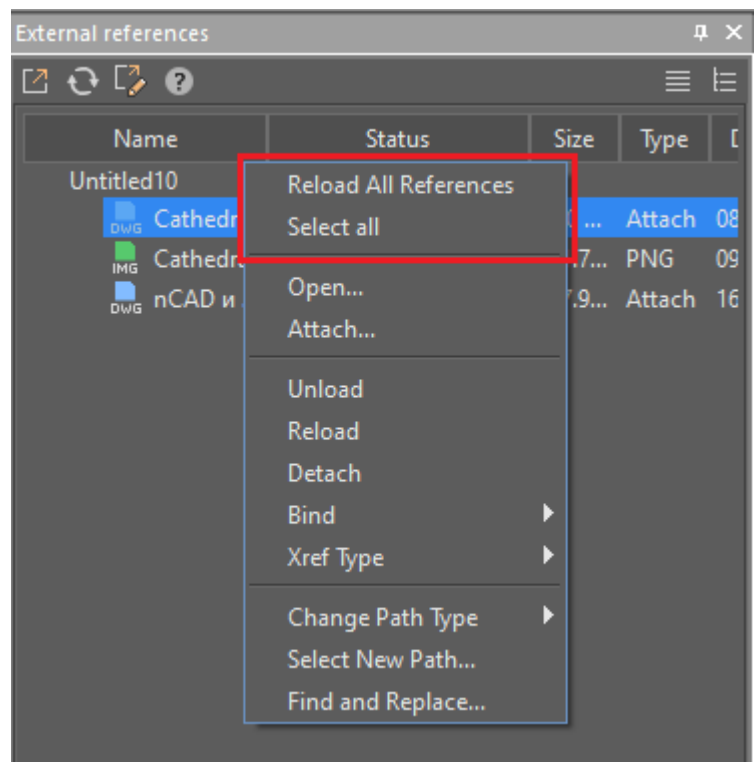 External references
Name Status Size Type
Untitled10
DWG Attach 08
IMG PNG 09
DWG nCAD и Attach 16
Reload All References
Select all
Open...
Attach...
Unload
Reload
Detach
Bind
Xref Type
Change Path Type
Select New Path...
Find and Replace...